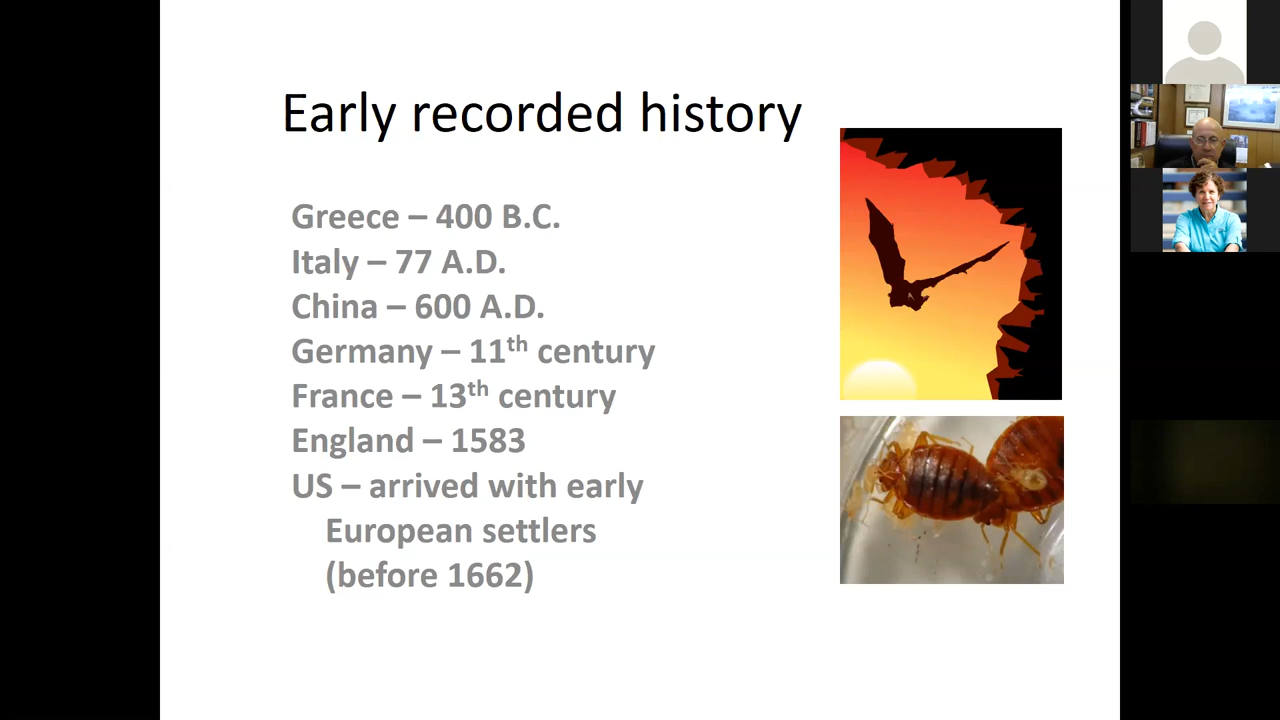 Early recorded history
Greece – 400 B.C.
Italy – 77 A.D.
China – 600 A.D.
Germany – 11th century
France – 13th century
England – 1583
US – arrived with early
European settlers
(before 1662)